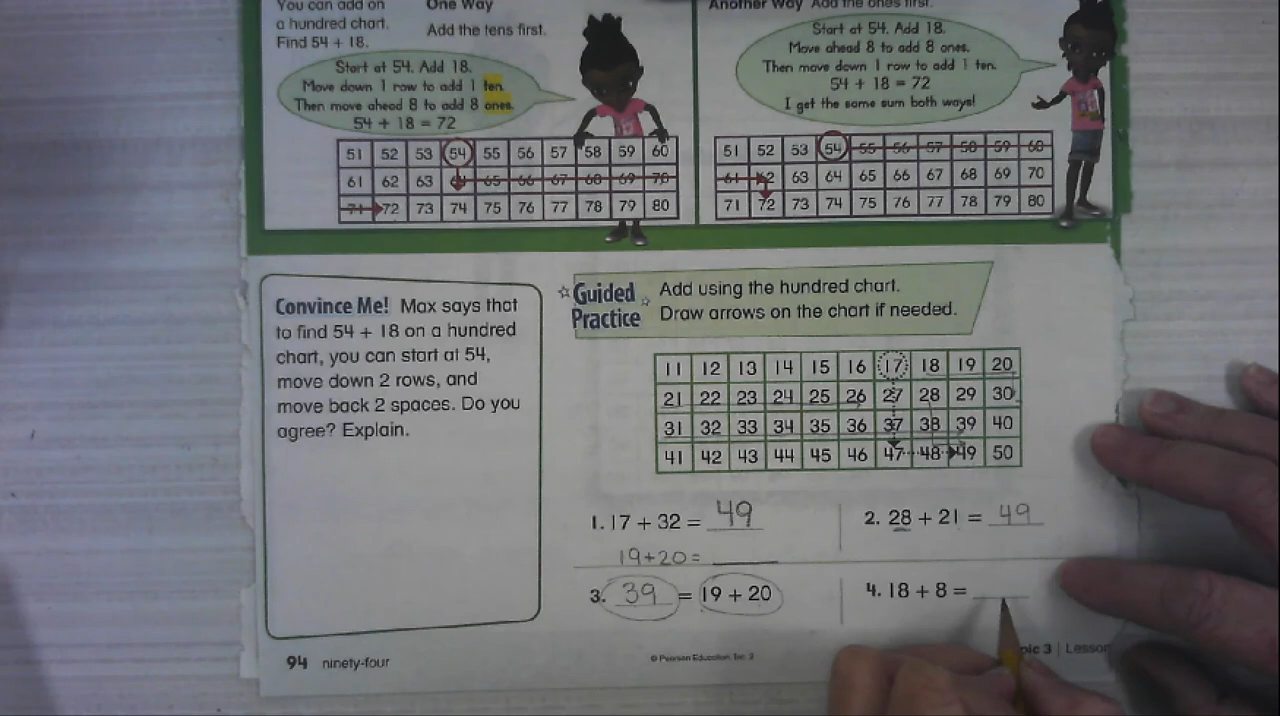 You can add on
a hundred chart.
Find 54 + 18.
One Way
Add the tens first.
Start at 54. Add 18.
Move down 1 row to add 1 ten.
Then move ahead 8 to add 8 ones.
54 + 18 = 72
51 52 53 54 55 56 57 58 59 60
61 62 63 64 65 66 67 68 69 70
71 72 73 74 75 76 77 78 79 80
Another Way Add the ones first.
Start at 54. Add 18.
Move ahead 8 to add 8 ones.
Then move down 1 row to add 1 ten.
54 + 18 = 72
I get the same sum both ways!
51 52 53 54 55 56 57 58 59 60
61 62 63 64 65 66 67 68 69 70
71 72 73 74 75 76 77 78 79 80
Convince Me! Max says that
to find 54 + 18 on a hundred
chart, you can start at 54,
move down 2 rows, and
move back 2 spaces. Do you
agree? Explain.
Guided
Practice
Add using the hundred chart.
Draw arrows on the chart if needed.
11 12 13 14 15 16 17 18 19 20
21 22 23 24 25 26 27 28 29 30
31 32 33 34 35 36 37 38 39 40
41 42 43 44 45 46 47 48 49 50
1. 17 + 32 = 49
2. 28 + 21 = 49
19+20= ____
3. 39 = 19 + 20
4. 18 + 8 = ____
94 ninety-four
© Pearson Education, Inc. 2
pic 3 | Lesson